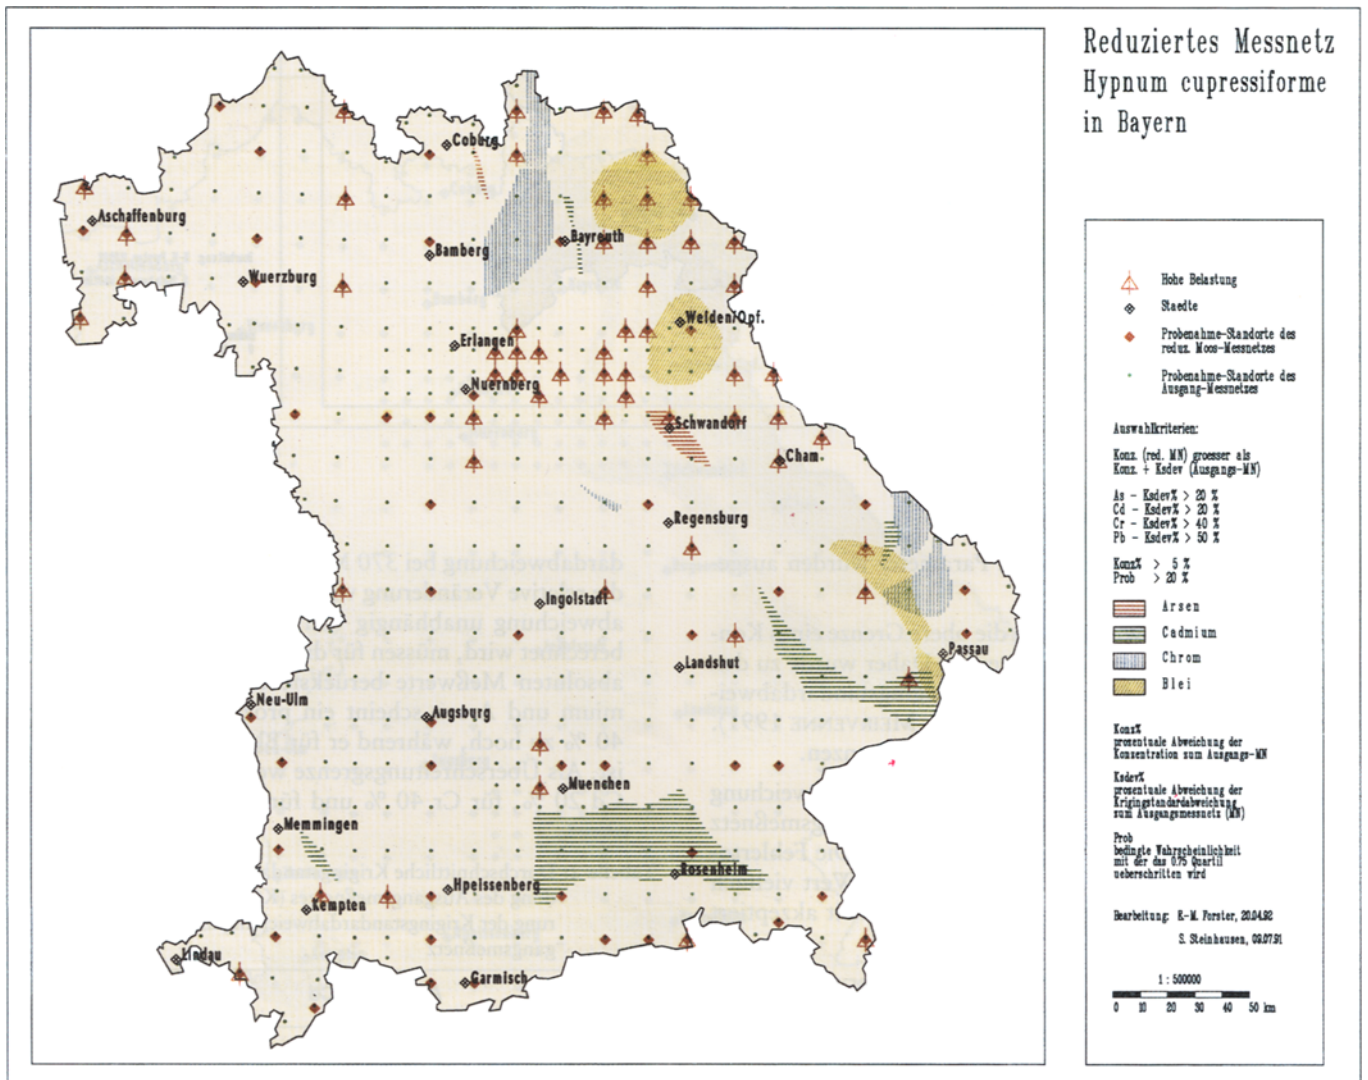 Reduziertes Messnetz
Hypnum cupressiforme
in Bayern
Coburg
Aschaffenburg
Bayreuth
Bamberg
Wuerzburg
Weiden/Opf.
Erlangen
Nuernberg
Schwandorf
Cham
Regensburg
Ingolstadt
Passau
Landshut
Neu-Ulm
Augsburg
Muenchen
Memmingen
Rosenheim
Hpeissenberg
Kempten
Lindau
Garmisch
Hohe Belastung
Staedte
Probenahme-Standorte des
reduz. Moos-Messnetzes
Probenahme-Standorte des
Ausgang-Messnetzes
Auswahlkriterien:
Konz. (red. MN) groesser als
Konz. + Ksdev (Ausgangs-MN)
As - Ksdev% > 20 %
Cd - Ksdev% > 20 %
Cr - Ksdev% > 40 %
Pb - Ksdev% > 50 %
Konz% > 5 %
Prob > 20 %
Arsen
Cadmium
Chrom
Blei
Konz%
prosentuale Abweichung der
Konsentration zum Ausgangs-MN
Ksdev%
prosentuale Abweichung der
Krigingstandardabweichung
zum Ausgangsmessnetz (MN)
Prob
bedingte Wahrscheinlichkeit
mit der das 0.75 Quartil
ueberschritten wird
Bearbeitung: K.-M. Forster, 20.04.92
S. Steinhausen, 09.07.91
1 : 500000
0 10 20 30 40 50 km